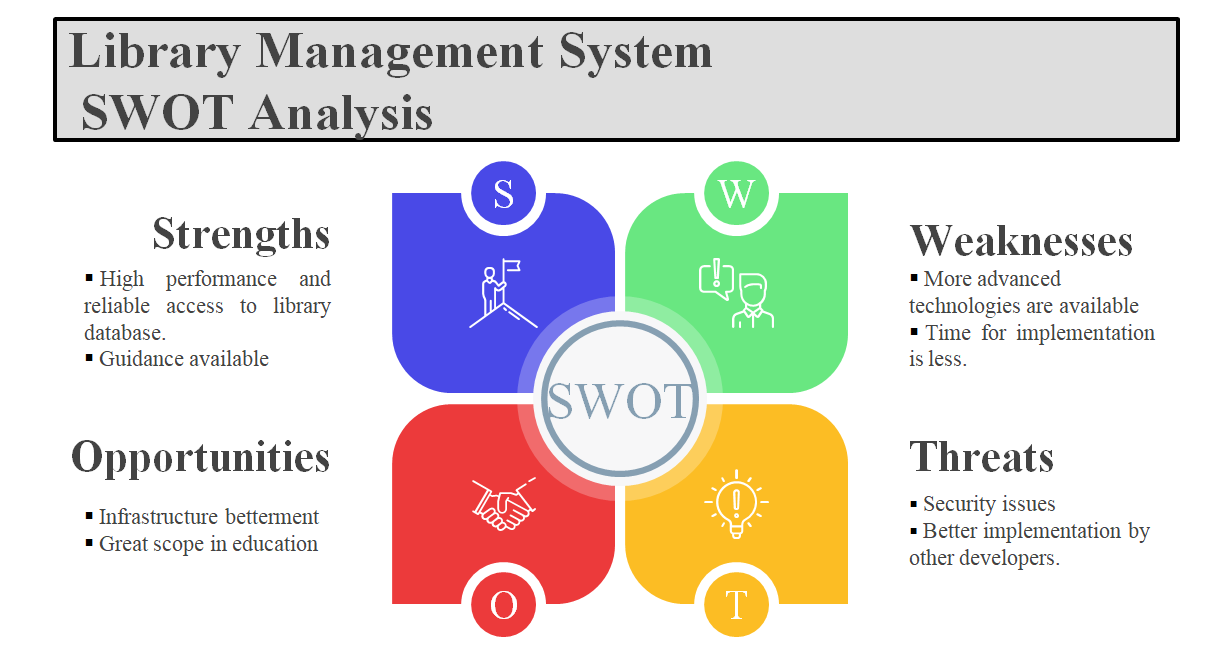 Library Management System
SWOT Analysis
S
W
Strengths
▪ High performance and
reliable access to library
database.
▪ Guidance available
Weaknesses
▪ More advanced
technologies are available
▪ Time for implementation
is less.
SWOT
Opportunities
▪ Infrastructure betterment
▪ Great scope in education
Threats
▪ Security issues
▪ Better implementation by
other developers.
O
T